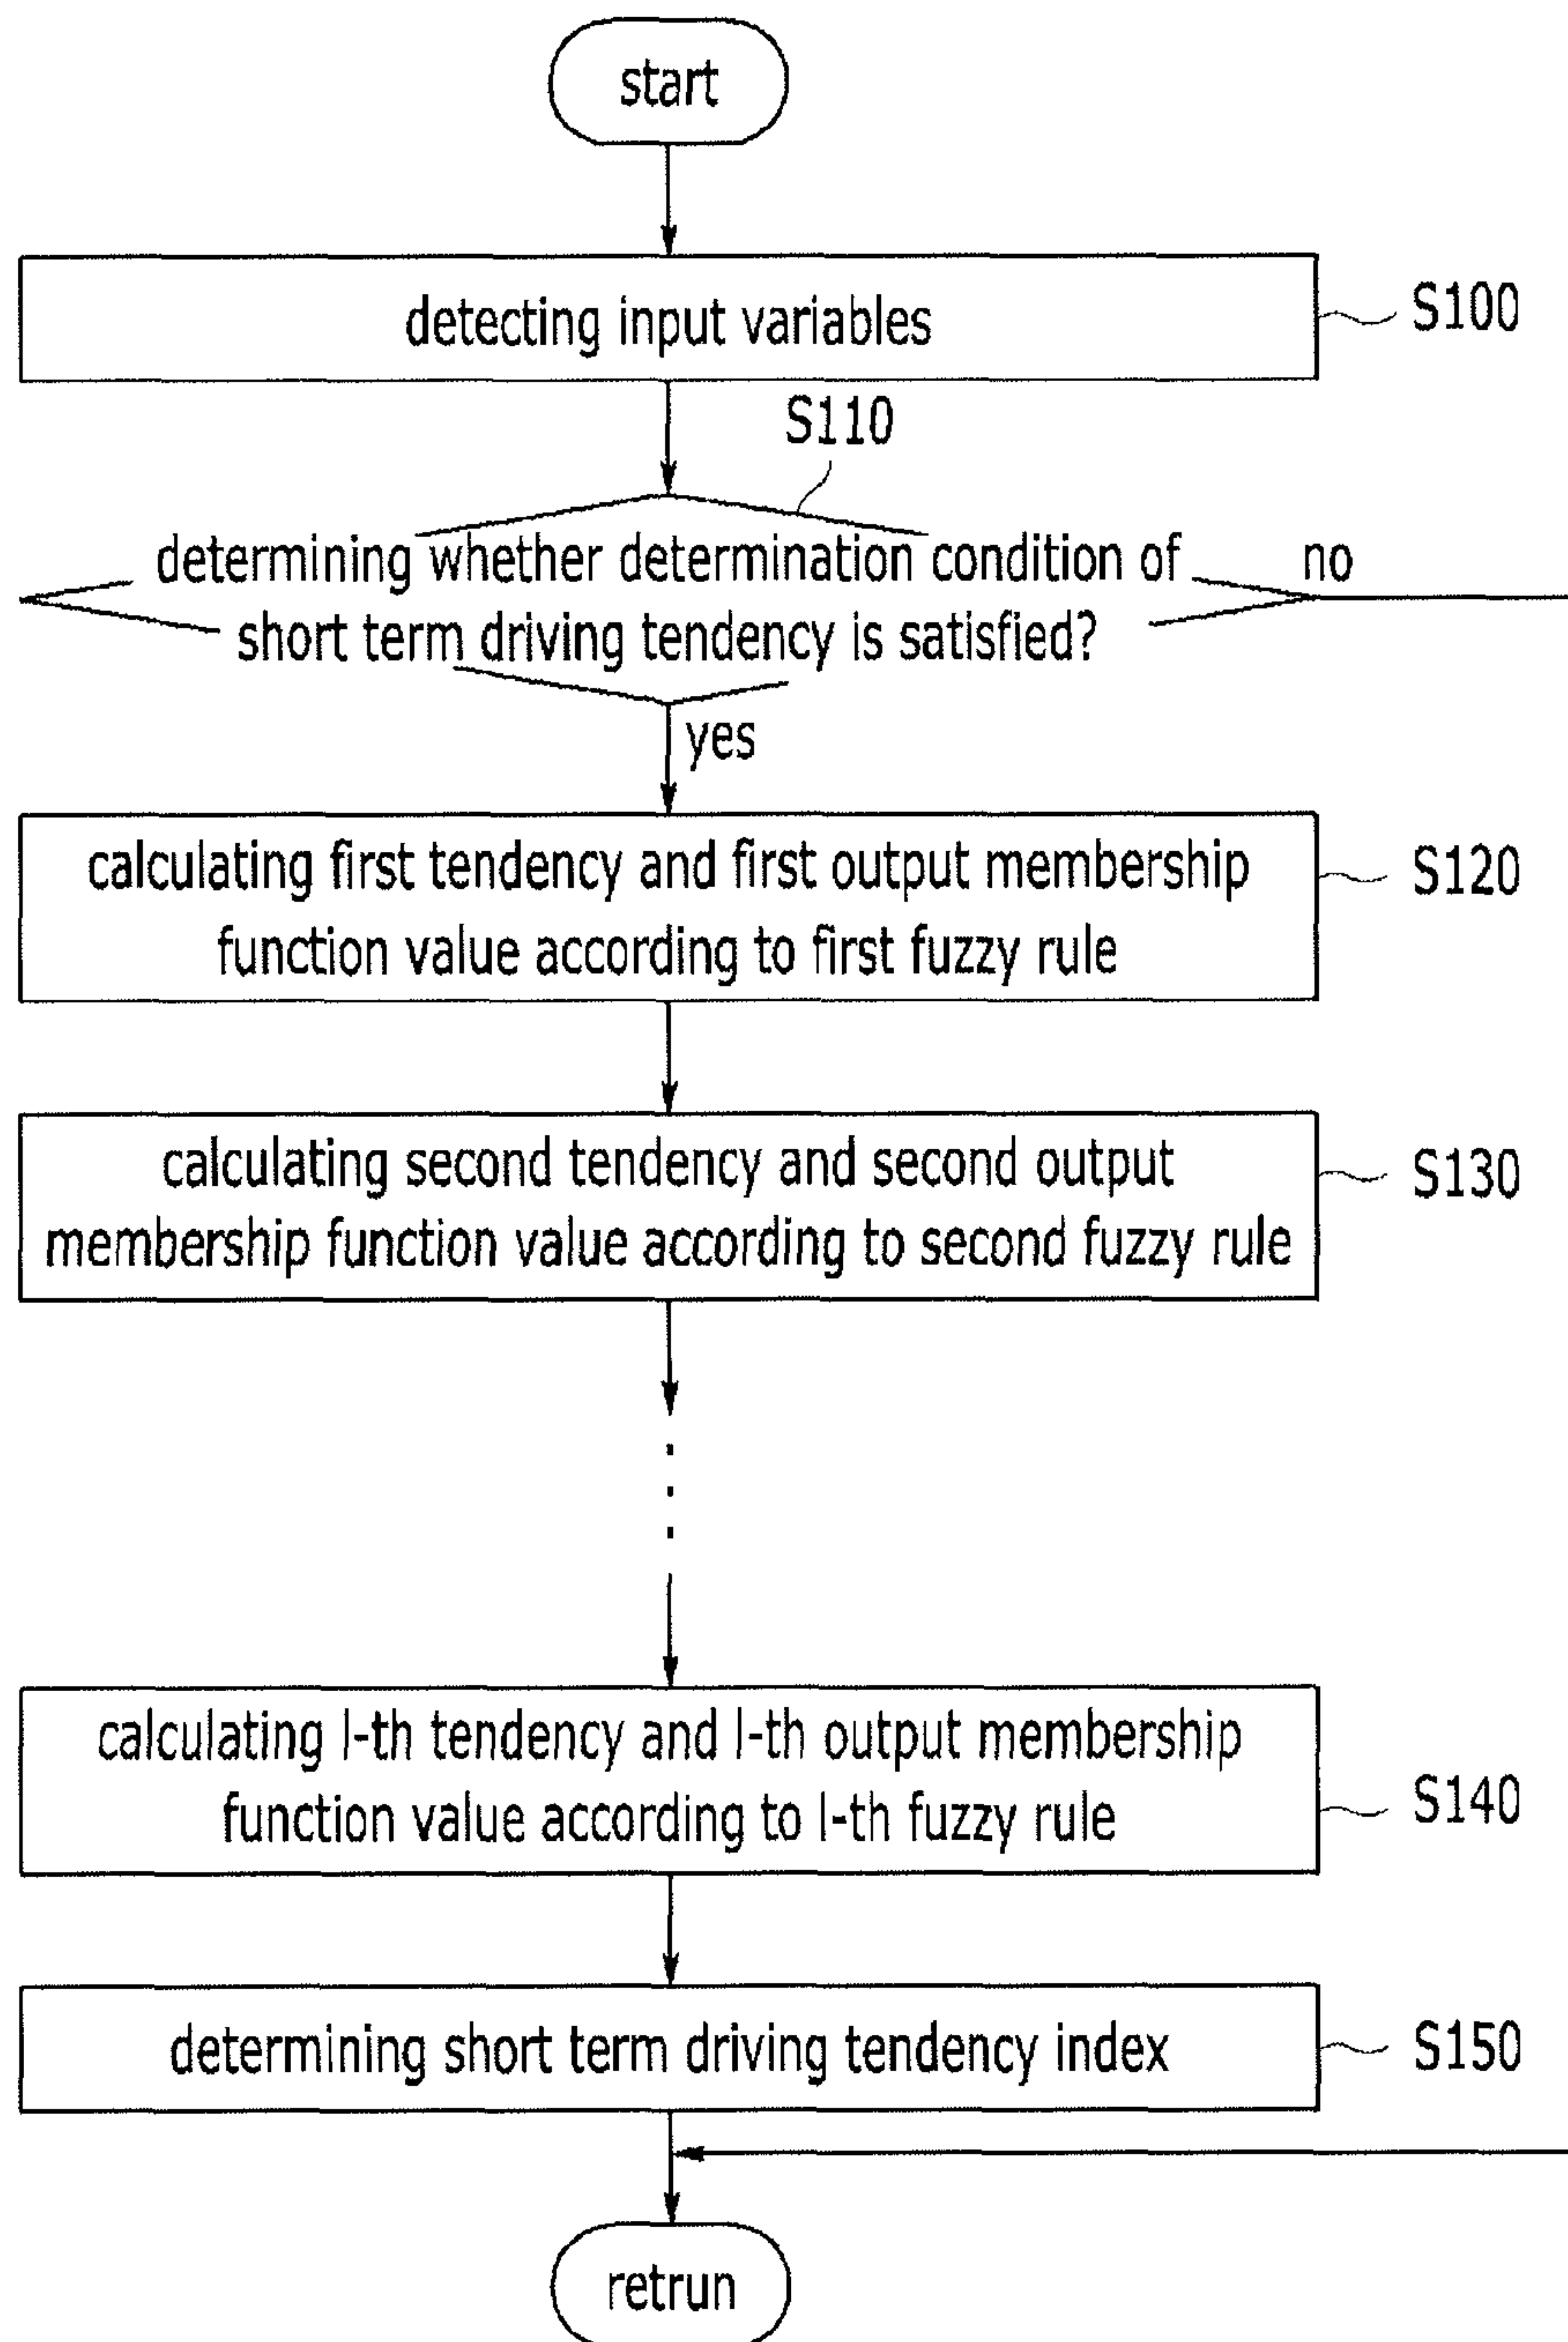 start
detecting input variables
S100
S110
determining whether determination condition of
short term driving tendency is satisfied?
no
yes
calculating first tendency and first output membership
function value according to first fuzzy rule
S120
calculating second tendency and second output
membership function value according to second fuzzy rule
S130
calculating l-th tendency and l-th output membership
function value according to l-th fuzzy rule
S140
determining short term driving tendency index
S150
retrun